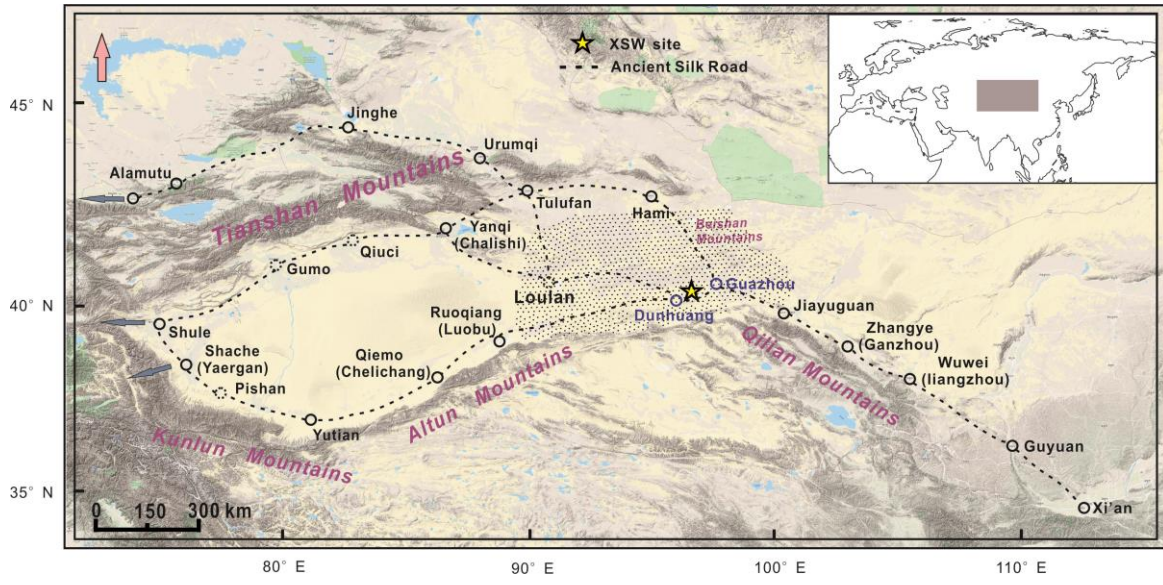 XSW site
Ancient Silk Road
45° N
40° N
35° N
Jinghe
Urumqi
Alamutu
Tianshan Mountains
Tulufan
Hami
Beishan
Mountains
Yanqi
(Chalishi)
Qiuci
Gumo
Loulan
Guazhou
Dunhuang
Jiayuguan
Ruoqiang
(Luobu)
Shule
Zhangye
(Ganzhou)
Shache
(Yaergan)
Qiemo
(Chelichang)
Wuwei
(liangzhou)
Qilian Mountains
Pishan
Altun Mountains
Yutian
Kunlun Mountains
Guyuan
Xi'an
0 150 300 km
80° E
90° E
100° E
110° E